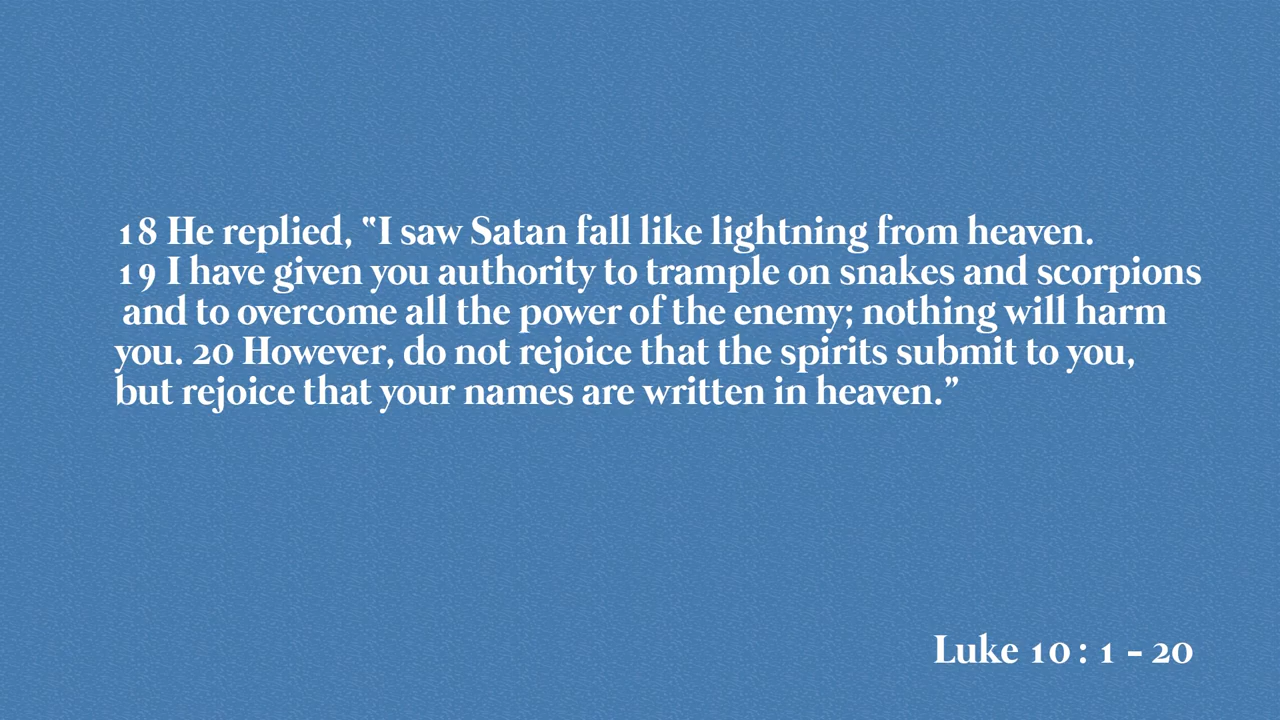 18 He replied, “I saw Satan fall like lightning from heaven.
19 I have given you authority to trample on snakes and scorpions
and to overcome all the power of the enemy; nothing will harm
you. 20 However, do not rejoice that the spirits submit to you,
but rejoice that your names are written in heaven.”
Luke 10 : 1 - 20